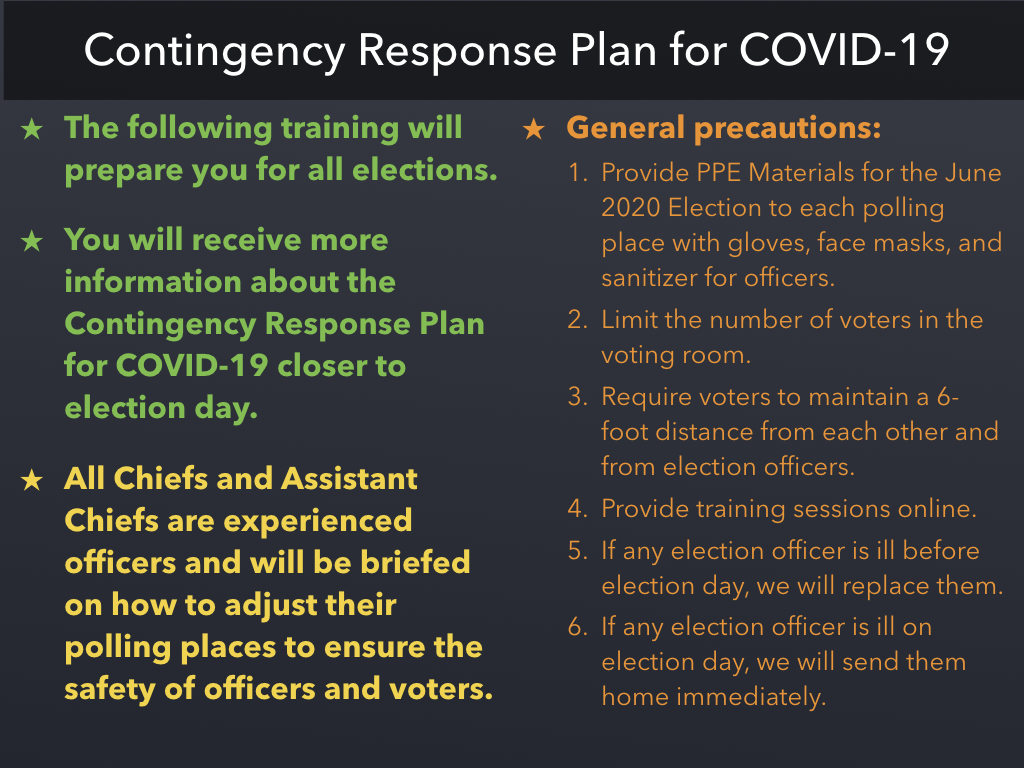 Contingency Response Plan for COVID-19
★ The following training will
prepare you for all elections.
★ You will receive more
information about the
Contingency Response Plan
for COVID-19 closer to
election day.
★ All Chiefs and Assistant
Chiefs are experienced
officers and will be briefed
on how to adjust their
polling places to ensure the
safety of officers and voters.
★ General precautions:
1. Provide PPE Materials for the June
2020 Election to each polling
place with gloves, face masks, and
sanitizer for officers.
2. Limit the number of voters in the
voting room.
3. Require voters to maintain a 6-
foot distance from each other and
from election officers.
4. Provide training sessions online.
5. If any election officer is ill before
election day, we will replace them.
6. If any election officer is ill on
election day, we will send them
home immediately.